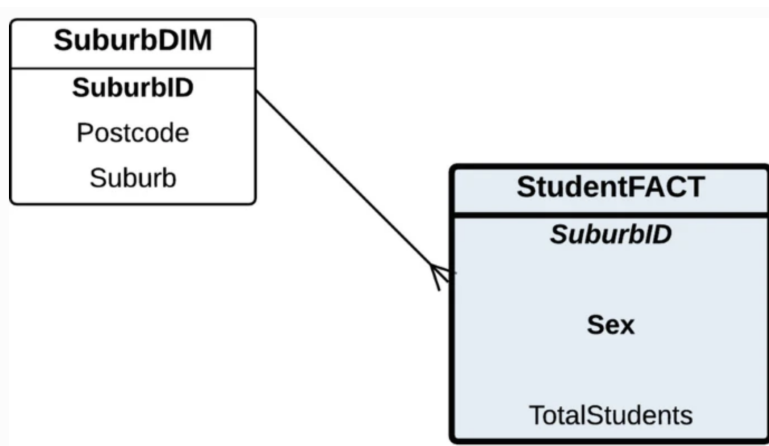 SuburbDIM
SuburbID
Postcode
Suburb
StudentFACT
SuburbID
Sex
TotalStudents